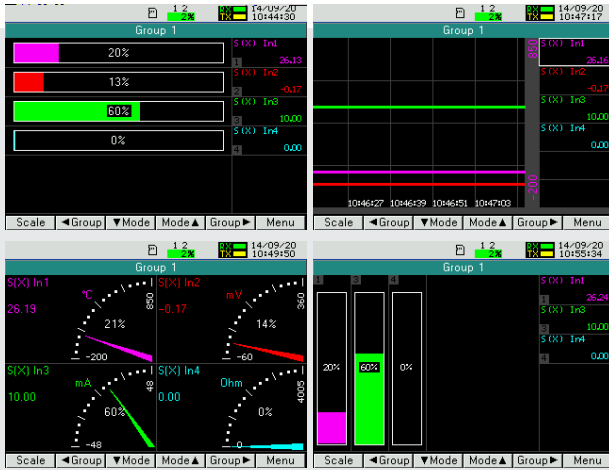 1 2
2%
RX
TX
14/09/20
10:44:30
Group 1
20%
S(X) In1
1
26.13
13%
S(X) In2
2
-0.17
60%
S(X) In3
3
10.00
0%
S(X) In4
4
0.00
Scale ◄Group ▼Mode Mode▲ Group► Menu
1 2
2%
RX
TX
14/09/20
10:47:17
Group 1
850
-200
S(X) In1
26.16
S(X) In2
-0.17
S(X) In3
10.00
S(X) In4
0.00
10:46:27 10:46:39 10:46:51 10:47:03
Scale ◄Group ▼Mode Mode▲ Group► Menu
1 2
2%
RX
TX
14/09/20
10:49:50
Group 1
S(X) In1
°C
850
26.19
21%
-200
S(X) In2
mV
360
-0.17
14%
-60
S(X) In3
mA
48
10.00
60%
-48
S(X) In4
Ohm
4005
0.00
0%
0
Scale ◄Group ▼Mode Mode▲ Group► Menu
1 2
2%
RX
TX
14/09/20
10:55:34
Group 1
1 3 4
20% 60% 0%
S(X) In1
1
26.24
S(X) In3
3
10.00
S(X) In4
4
0.00
Scale ◄Group ▼Mode Mode▲ Group► Menu